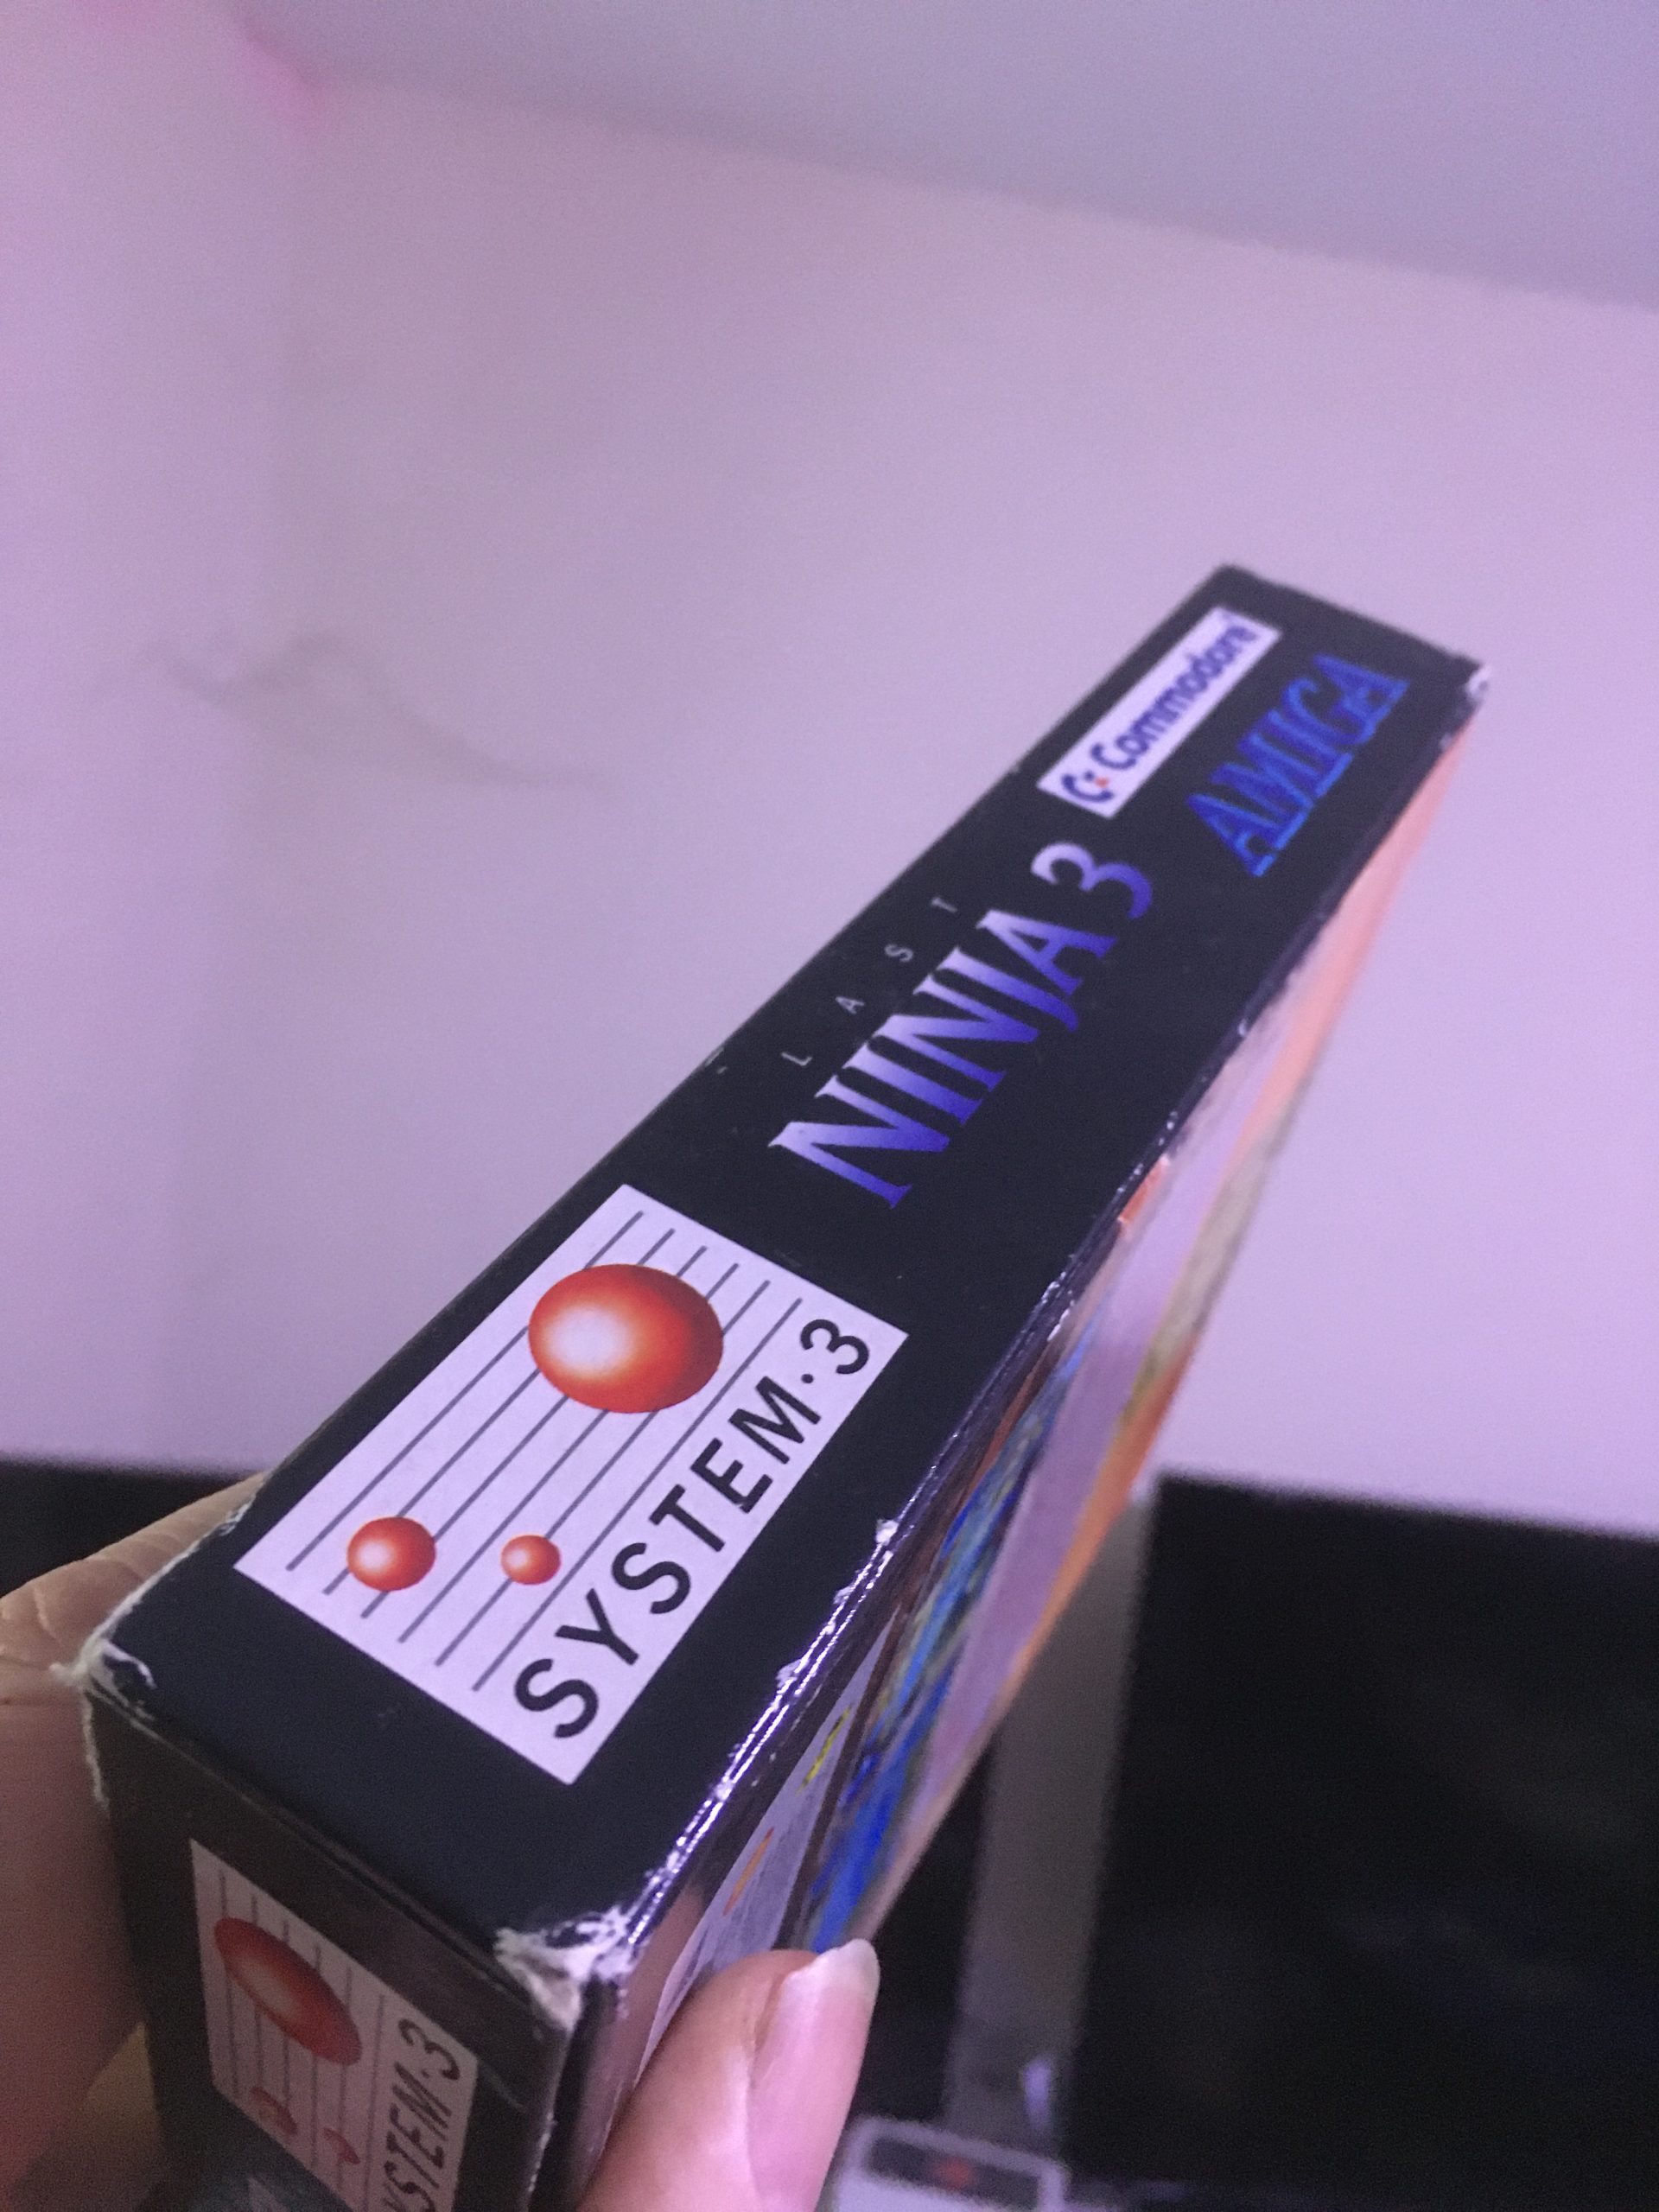 SYSTEM·3
LAST
NINJA 3
Commodore
AMIGA
SYSTEM·3